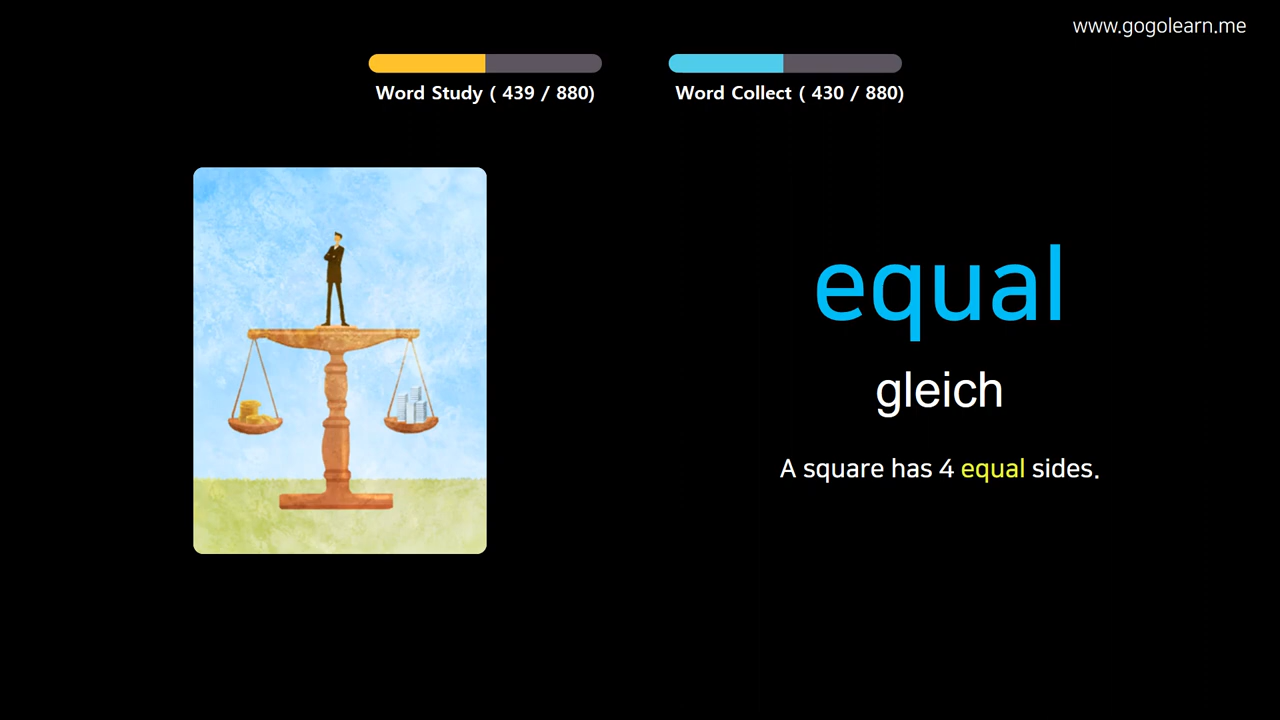 www.gogolearn.me
Word Study ( 439 / 880)
Word Collect ( 430 / 880)
equal
gleich
A square has 4 equal sides.